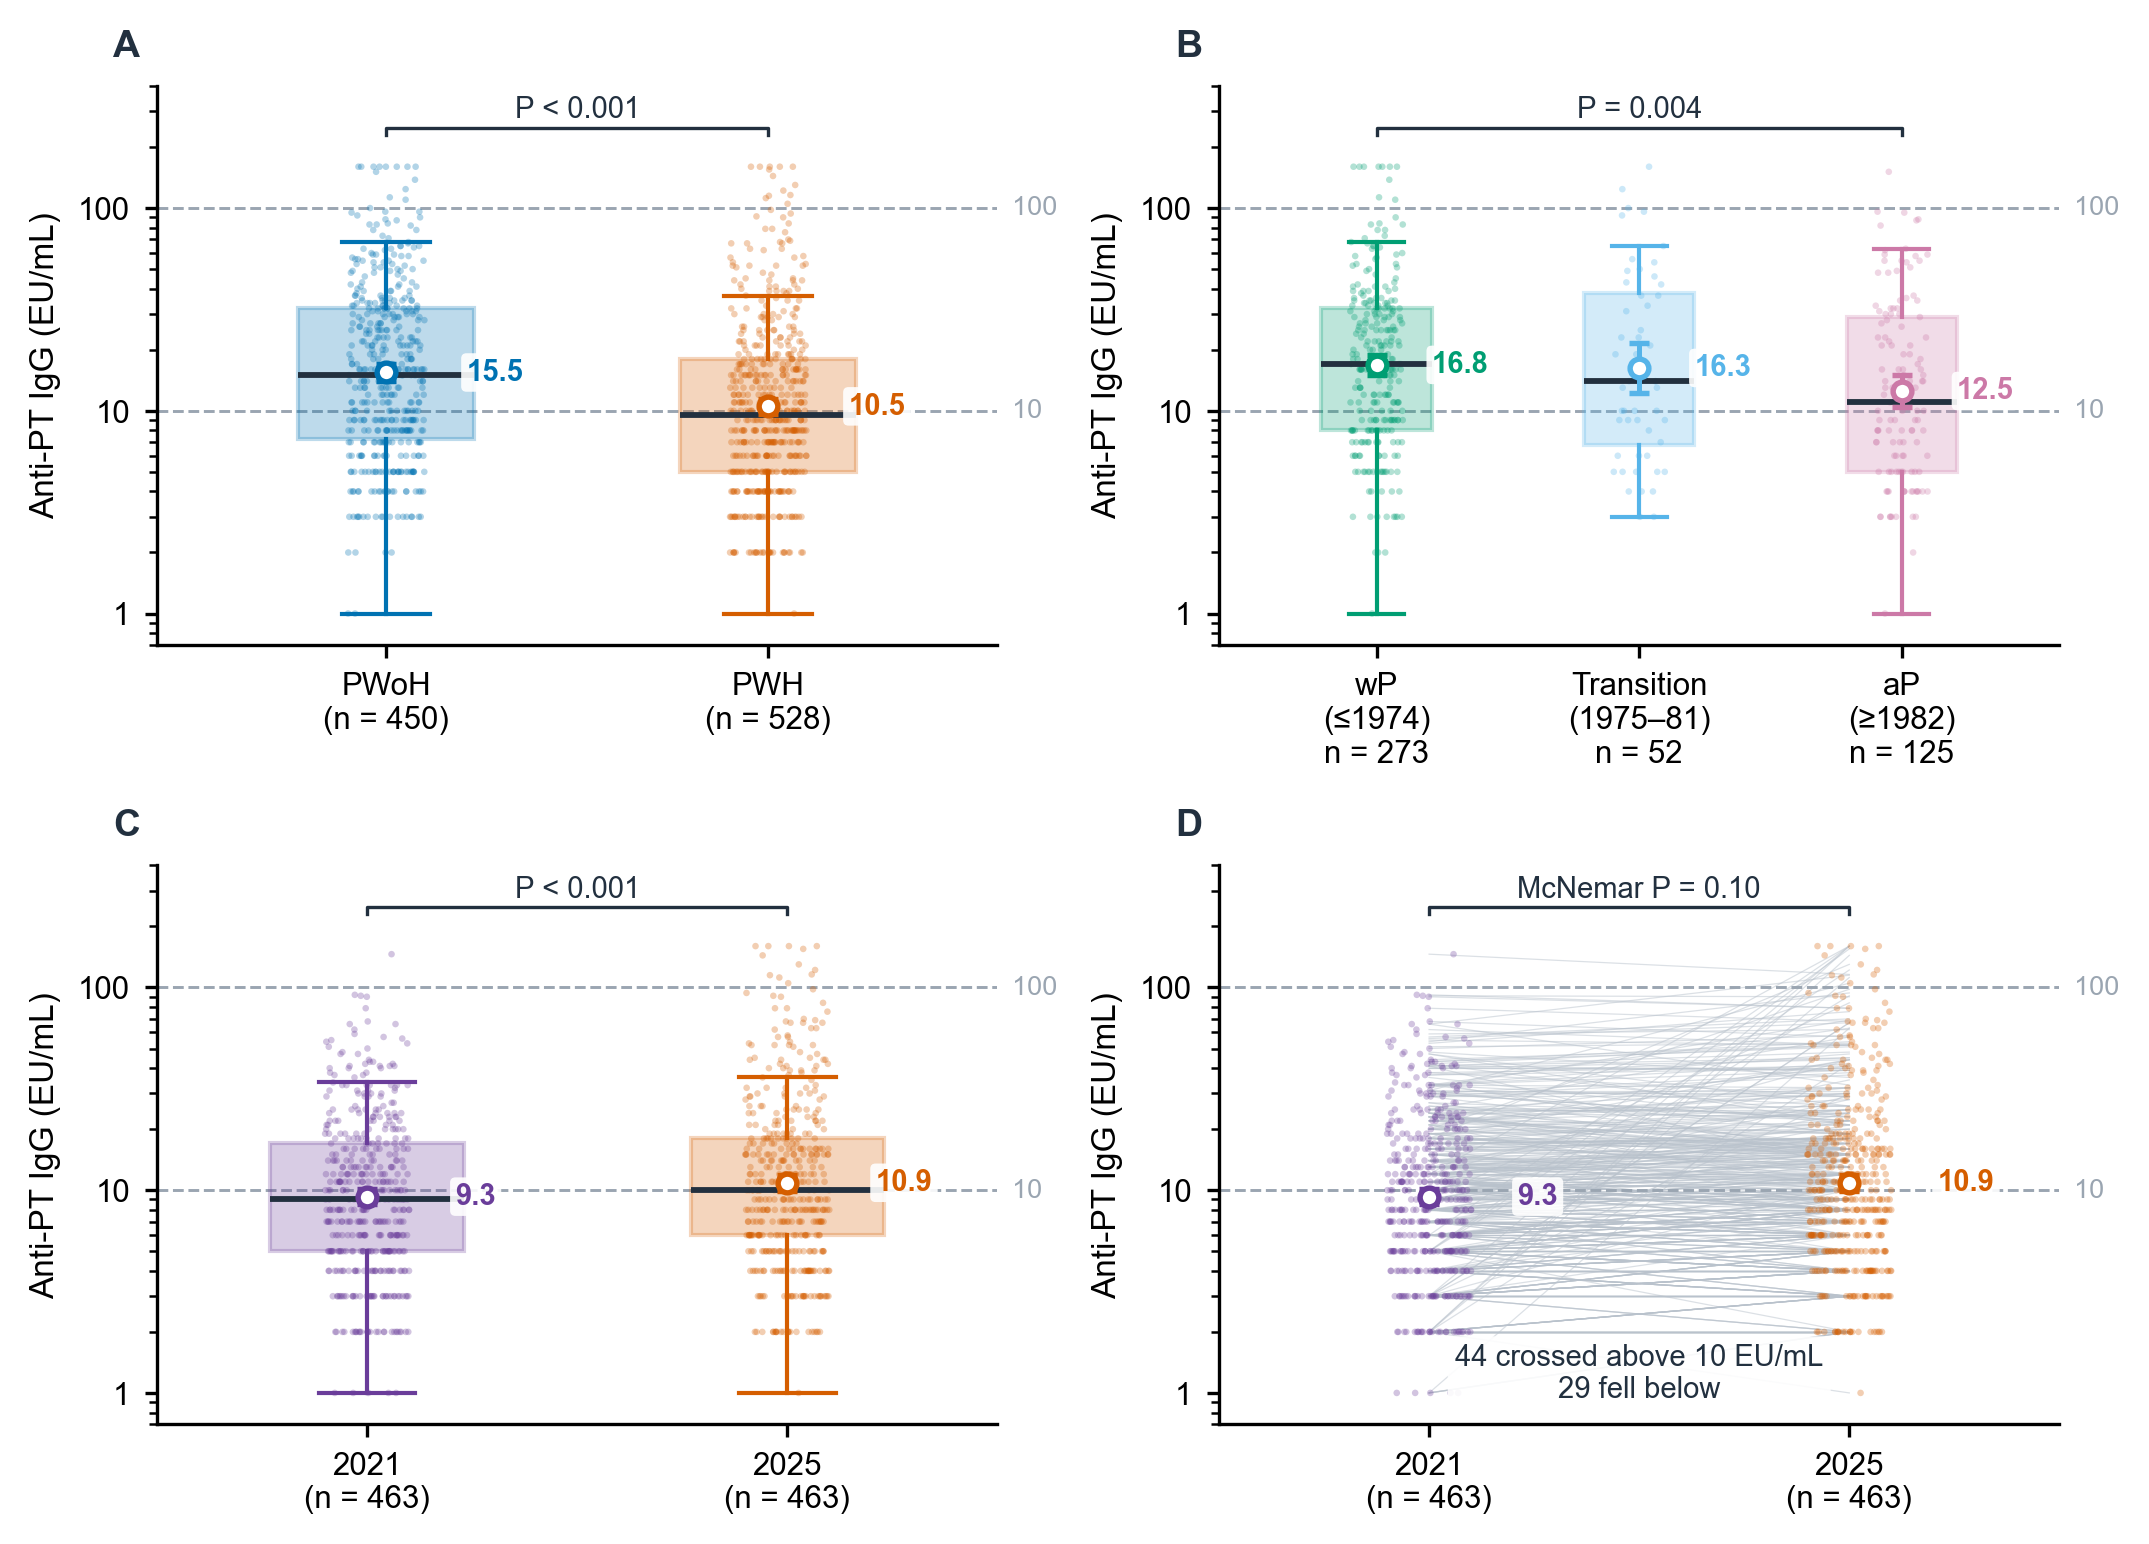 A
P < 0.001
Anti-PT IgG (EU/mL)
100
10
1
100
10
15.5
10.5
PWoH
(n = 450)
PWH
(n = 528)
B
P = 0.004
Anti-PT IgG (EU/mL)
100
10
1
100
10
16.8
16.3
12.5
wP
(≤1974)
n = 273
Transition
(1975–81)
n = 52
aP
(≥1982)
n = 125
C
P < 0.001
Anti-PT IgG (EU/mL)
100
10
1
100
10
9.3
10.9
2021
(n = 463)
2025
(n = 463)
D
McNemar P = 0.10
Anti-PT IgG (EU/mL)
100
10
1
100
10
9.3
10.9
44 crossed above 10 EU/mL
29 fell below
2021
(n = 463)
2025
(n = 463)